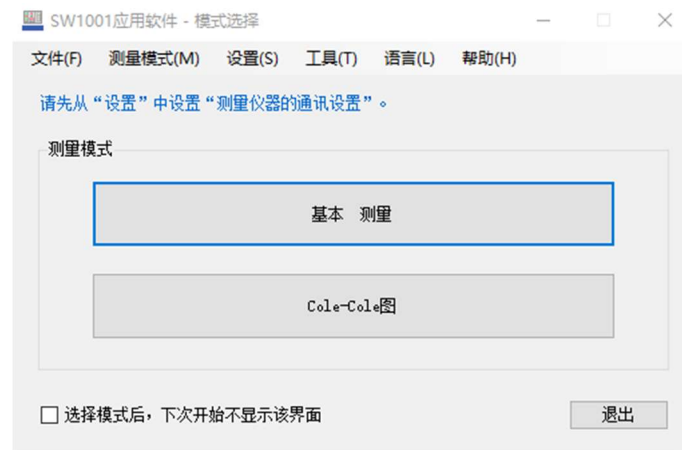 SW1001应用软件 - 模式选择
文件(F) 测量模式(M) 设置(S) 工具(T) 语言(L) 帮助(H)
请先从“设置”中设置“测量仪器的通讯设置”。
测量模式
基本 测量
Cole-Cole图
选择模式后，下次开始不显示该界面
退出